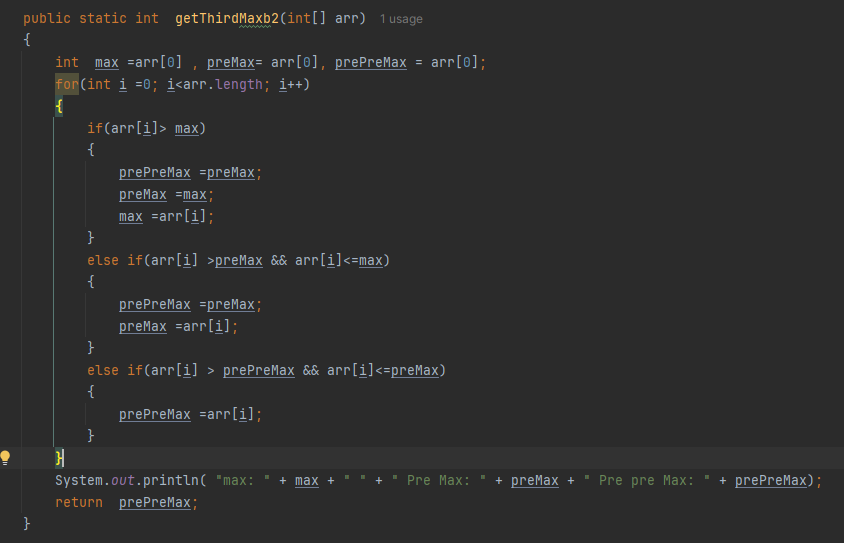 public static int  getThirdMaxb2(int[] arr)  1 usage
{
    int  max =arr[0] , preMax= arr[0], prePreMax = arr[0];
    for(int i =0; i<arr.length; i++)
    {
        if(arr[i]> max)
        {
            prePreMax =preMax;
            preMax =max;
            max =arr[i];
        }
        else if(arr[i] >preMax && arr[i]<=max)
        {
            prePreMax =preMax;
            preMax =arr[i];
        }
        else if(arr[i] > prePreMax && arr[i]<=preMax)
        {
            prePreMax =arr[i];
        }
    }
    System.out.println( "max: " + max + " " + " Pre Max: " + preMax + " Pre pre Max: " + prePreMax);
    return  prePreMax;
}